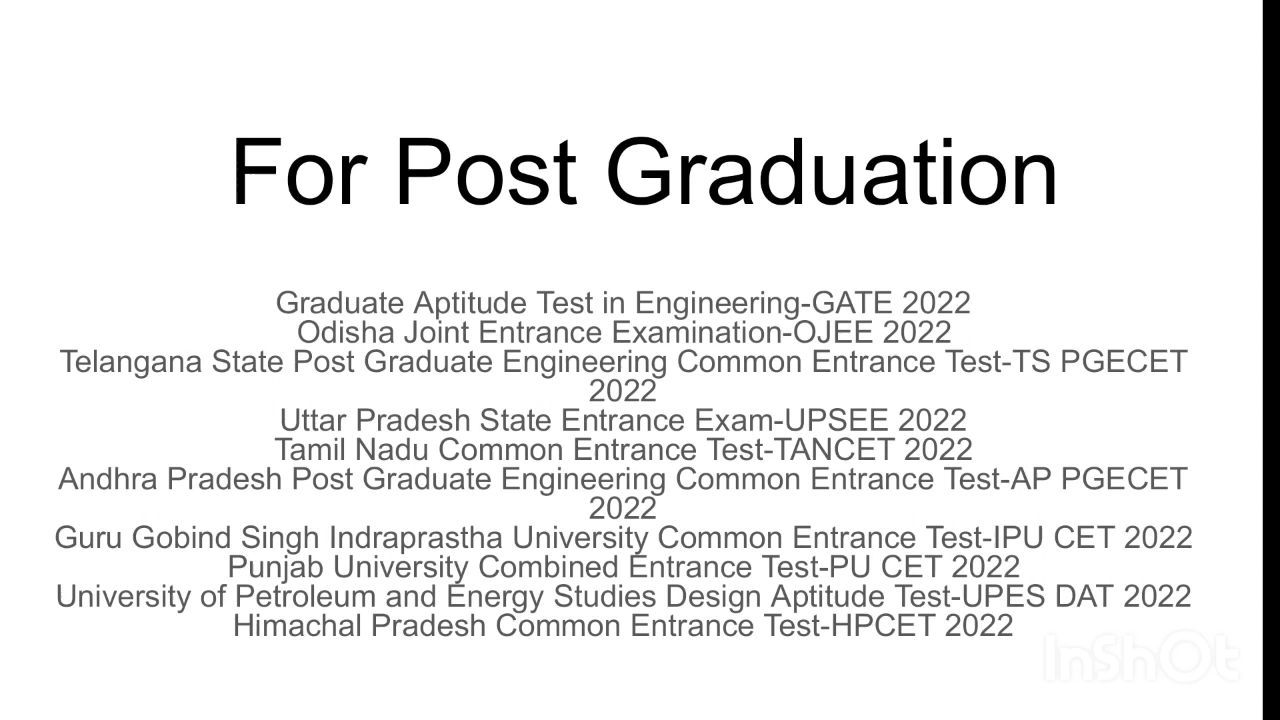 For Post Graduation
Graduate Aptitude Test in Engineering-GATE 2022
Odisha Joint Entrance Examination-OJEE 2022
Telangana State Post Graduate Engineering Common Entrance Test-TS PGECET
2022
Uttar Pradesh State Entrance Exam-UPSEE 2022
Tamil Nadu Common Entrance Test-TANCET 2022
Andhra Pradesh Post Graduate Engineering Common Entrance Test-AP PGECET
2022
Guru Gobind Singh Indraprastha University Common Entrance Test-IPU CET 2022
Punjab University Combined Entrance Test-PU CET 2022
University of Petroleum and Energy Studies Design Aptitude Test-UPES DAT 2022
Himachal Pradesh Common Entrance Test-HPCET 2022
InShOt